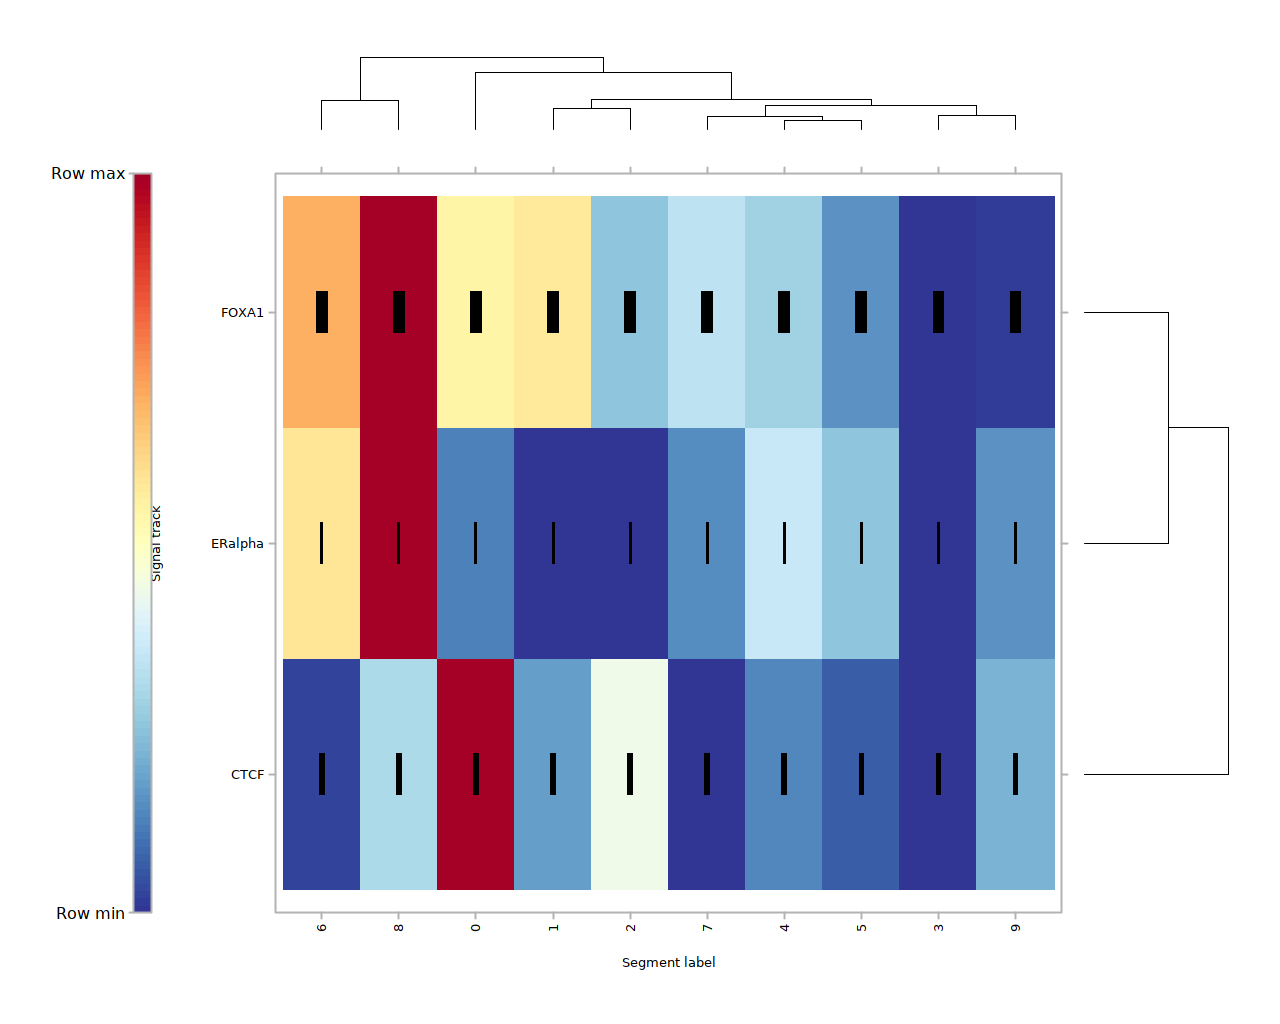 Row max
Signal track
Row min
FOXA1
ERalpha
CTCF
6 8 0 1 2 7 4 5 3 9
Segment label